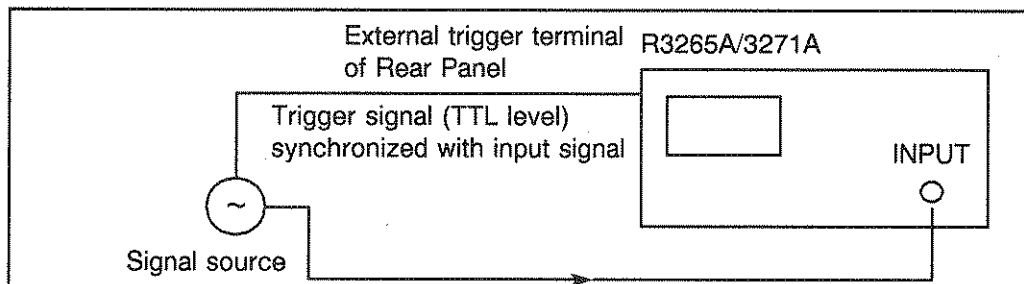 External trigger terminal
of Rear Panel
R3265A/3271A
Trigger signal (TTL level)
synchronized with input signal
INPUT
~
Signal source